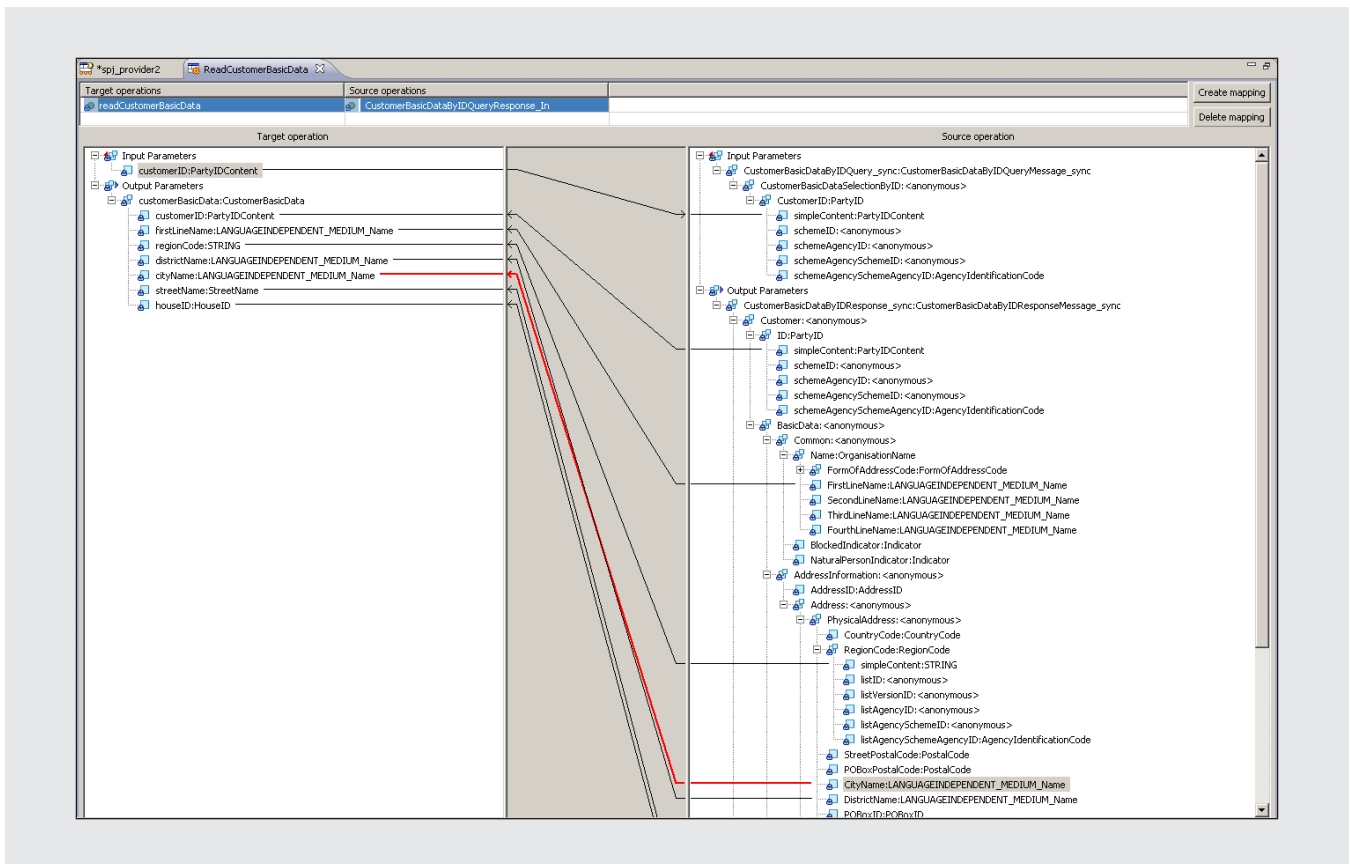 *spj_provider2
ReadCustomerBasicData
Target operations
Source operations
readCustomerBasicData
CustomerBasicDataByIDQueryResponse_In
Create mapping
Delete mapping
Target operation
Source operation
Input Parameters
customerID:PartyIDContent
Output Parameters
customerBasicData:CustomerBasicData
customerID:PartyIDContent
firstLineName:LANGUAGEINDEPENDENT_MEDIUM_Name
regionCode:STRING
districtName:LANGUAGEINDEPENDENT_MEDIUM_Name
cityName:LANGUAGEINDEPENDENT_MEDIUM_Name
streetName:StreetName
houseID:HouseID
Input Parameters
CustomerBasicDataByIDQuery_sync:CustomerBasicDataByIDQueryMessage_sync
CustomerBasicDataSelectionByID:<anonymous>
CustomerID:PartyID
simpleContent:PartyIDContent
schemeID:<anonymous>
schemeAgencyID:<anonymous>
schemeAgencySchemeID:<anonymous>
schemeAgencySchemeAgencyID:AgencyIdentificationCode
Output Parameters
CustomerBasicDataByIDResponse_sync:CustomerBasicDataByIDResponseMessage_sync
Customer:<anonymous>
ID:PartyID
simpleContent:PartyIDContent
schemeID:<anonymous>
schemeAgencyID:<anonymous>
schemeAgencySchemeID:<anonymous>
schemeAgencySchemeAgencyID:AgencyIdentificationCode
BasicData:<anonymous>
Common:<anonymous>
Name:OrganisationName
FormOfAddressCode:FormOfAddressCode
FirstLineName:LANGUAGEINDEPENDENT_MEDIUM_Name
SecondLineName:LANGUAGEINDEPENDENT_MEDIUM_Name
ThirdLineName:LANGUAGEINDEPENDENT_MEDIUM_Name
FourthLineName:LANGUAGEINDEPENDENT_MEDIUM_Name
BlockedIndicator:Indicator
NaturalPersonIndicator:Indicator
AddressInformation:<anonymous>
AddressID:AddressID
Address:<anonymous>
PhysicalAddress:<anonymous>
CountryCode:CountryCode
RegionCode:RegionCode
simpleContent:STRING
listID:<anonymous>
listVersionID:<anonymous>
listAgencyID:<anonymous>
listAgencySchemeID:<anonymous>
listAgencySchemeAgencyID:AgencyIdentificationCode
StreetPostalCode:PostalCode
POBoxPostalCode:PostalCode
CityName:LANGUAGEINDEPENDENT_MEDIUM_Name
DistrictName:LANGUAGEINDEPENDENT_MEDIUM_Name
POBoxID:POBoxID